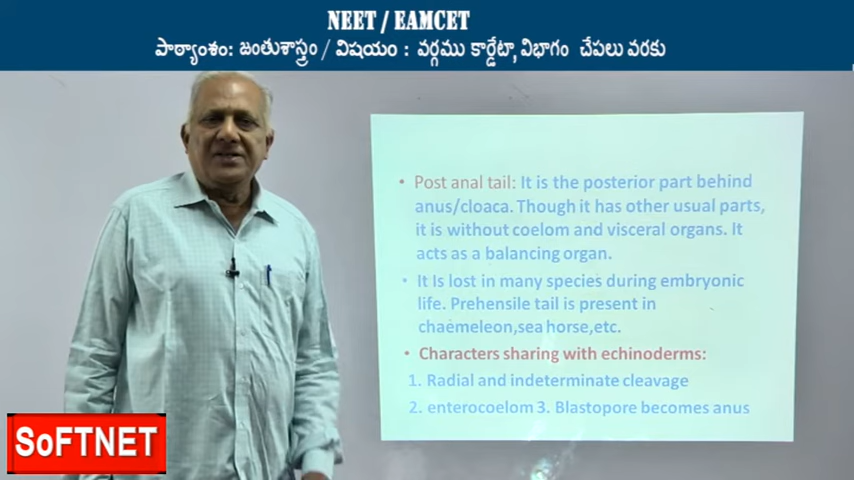 NEET / EAMCET
పాఠ్యాంశం: జంతుశాస్త్రం / విషయం : వర్గము కార్డేటా, విభాగం చేపలు వరకు
• Post anal tail: It is the posterior part behind
anus/cloaca. Though it has other usual parts,
it is without coelom and visceral organs. It
acts as a balancing organ.
• It Is lost in many species during embryonic
life. Prehensile tail is present in
chaemeleon,sea horse,etc.
• Characters sharing with echinoderms:
1. Radial and indeterminate cleavage
2. enterocoelom 3. Blastopore becomes anus
SoFTNET